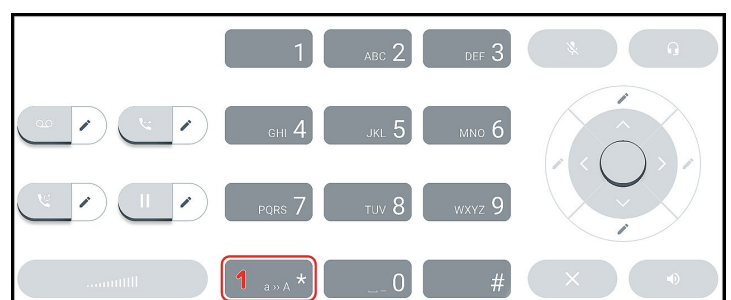 1 ABC 2 DEF 3
GHI 4 JKL 5 MNO 6
PQRS 7 TUV 8 WXYZ 9
1 a » A * _ 0 #